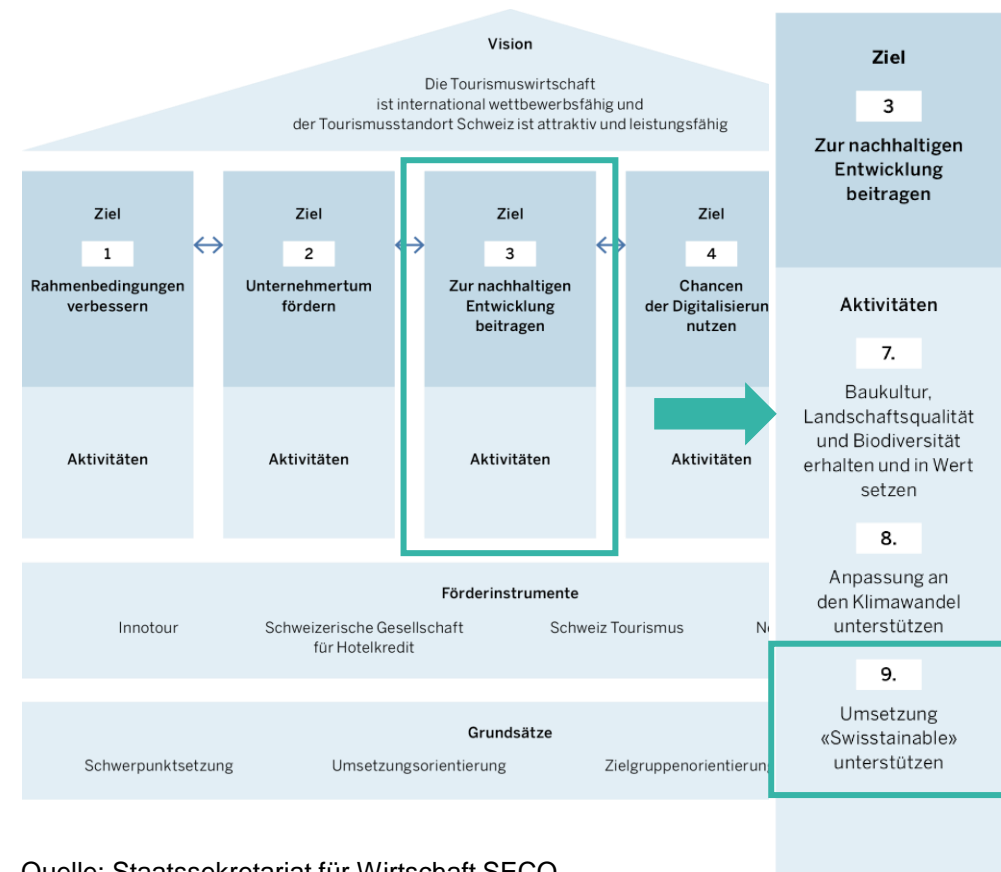 Vision
Die Tourismuswirtschaft
ist international wettbewerbsfähig und
der Tourismusstandort Schweiz ist attraktiv und leistungsfähig
Ziel
1
Rahmenbedingungen
verbessern
Aktivitäten
Ziel
2
Unternehmertum
fördern
Aktivitäten
Ziel
3
Zur nachhaltigen
Entwicklung
beitragen
Aktivitäten
Ziel
4
Chancen
der Digitalisierun
nutzen
Aktivitäten
Förderinstrumente
Innotour
Schweizerische Gesellschaft
für Hotelkredit
Schweiz Tourismus
Grundsätze
Schwerpunktsetzung
Umsetzungsorientierung
Zielgruppenorientierung
Ziel
3
Zur nachhaltigen
Entwicklung
beitragen
Aktivitäten
7.
Baukultur,
Landschaftsqualität
und Biodiversität
erhalten und in Wert
setzen
8.
Anpassung an
den Klimawandel
unterstützen
9.
Umsetzung
«Swisstainable»
unterstützen
Quelle: Staatssekretariat für Wirtschaft SECO